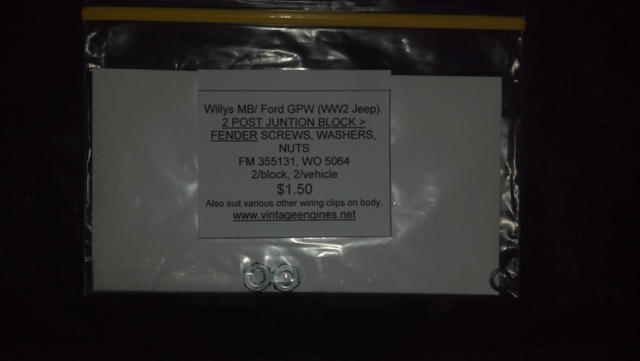 Willys MB/ Ford GPW (WW2 Jeep).
2 POST JUNTION BLOCK >
FENDER SCREWS, WASHERS,
NUTS
FM 355131, WO 5064
2/block, 2/vehicle
$1.50
Also suit various other wiring clips on body.
www.vintageengines.net